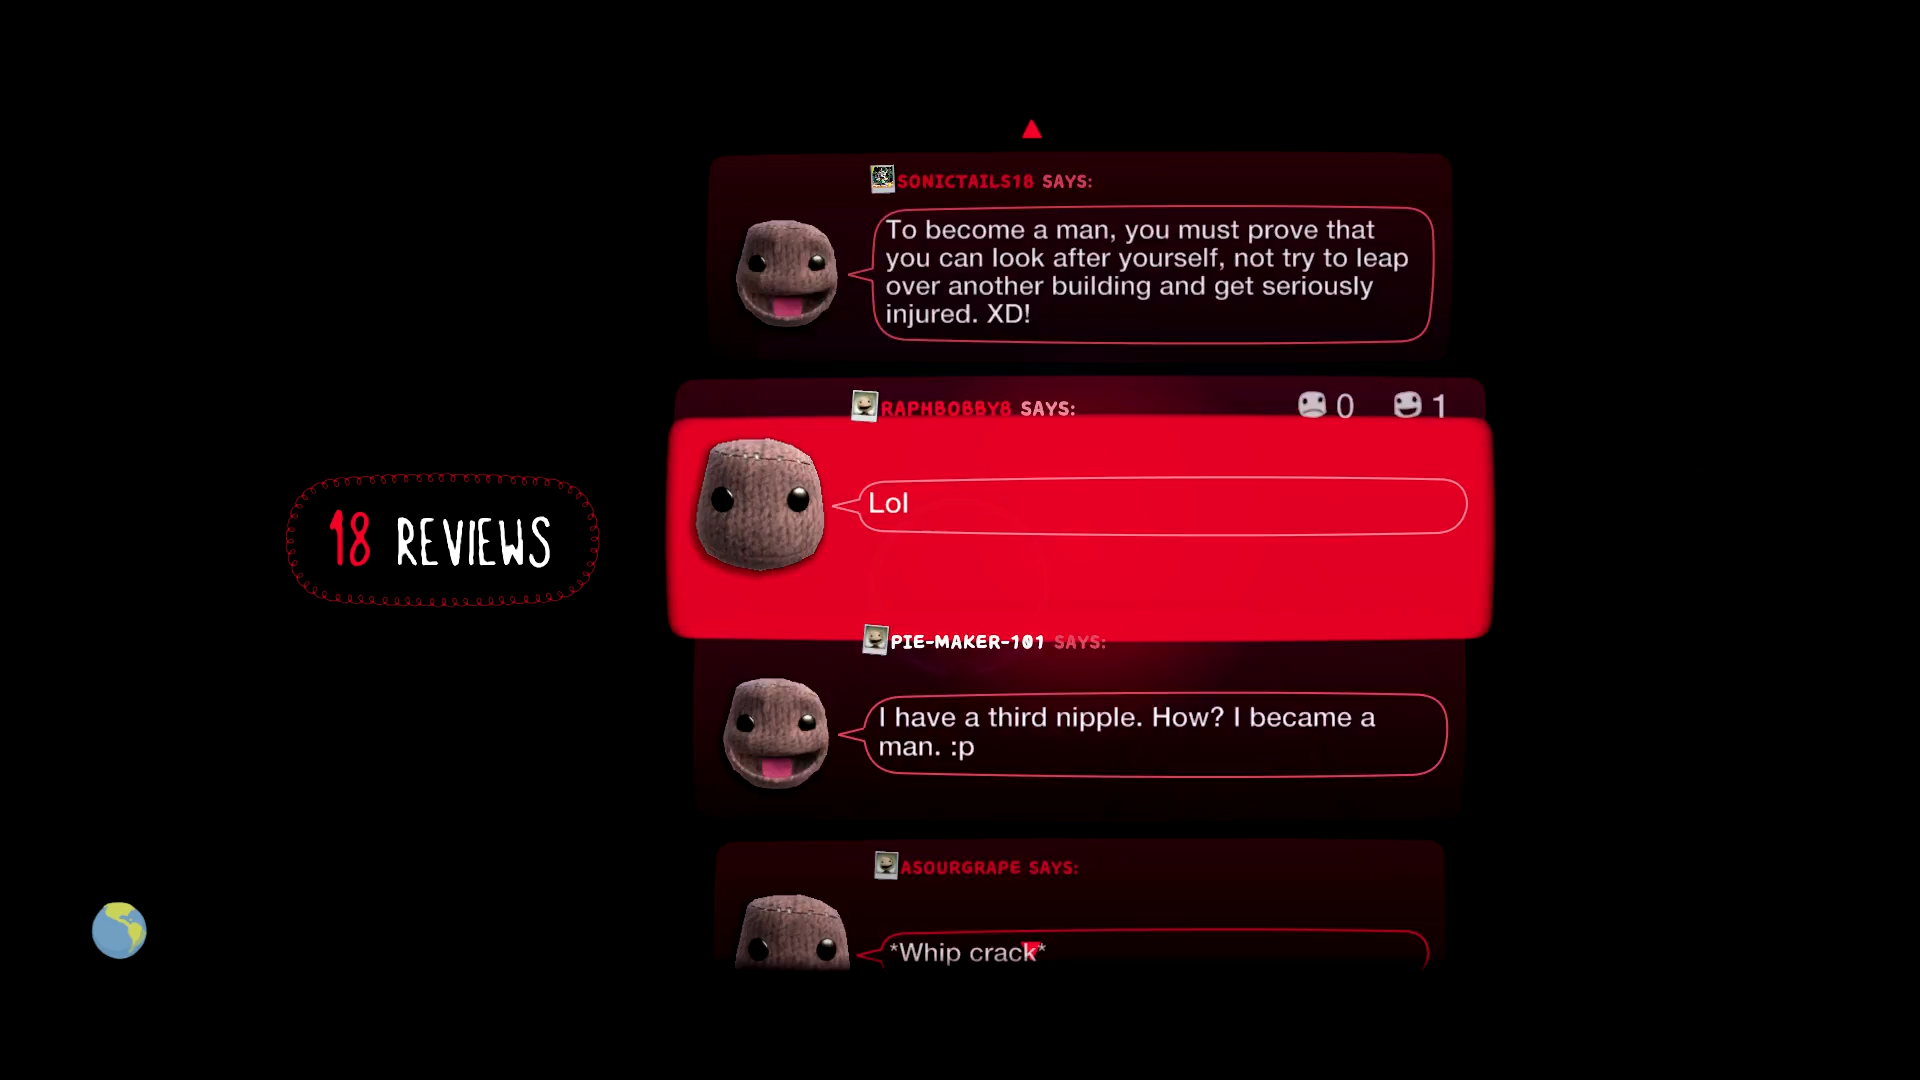 SONICTAILS18 SAYS:
To become a man, you must prove that
you can look after yourself, not try to leap
over another building and get seriously
injured. XD!
RAPHBOBBY8 SAYS:
0 1
Lol
18 REVIEWS
PIE-MAKER-101 SAYS:
I have a third nipple. How? I became a
man. :p
ASOURGRAPE SAYS:
*Whip crack*